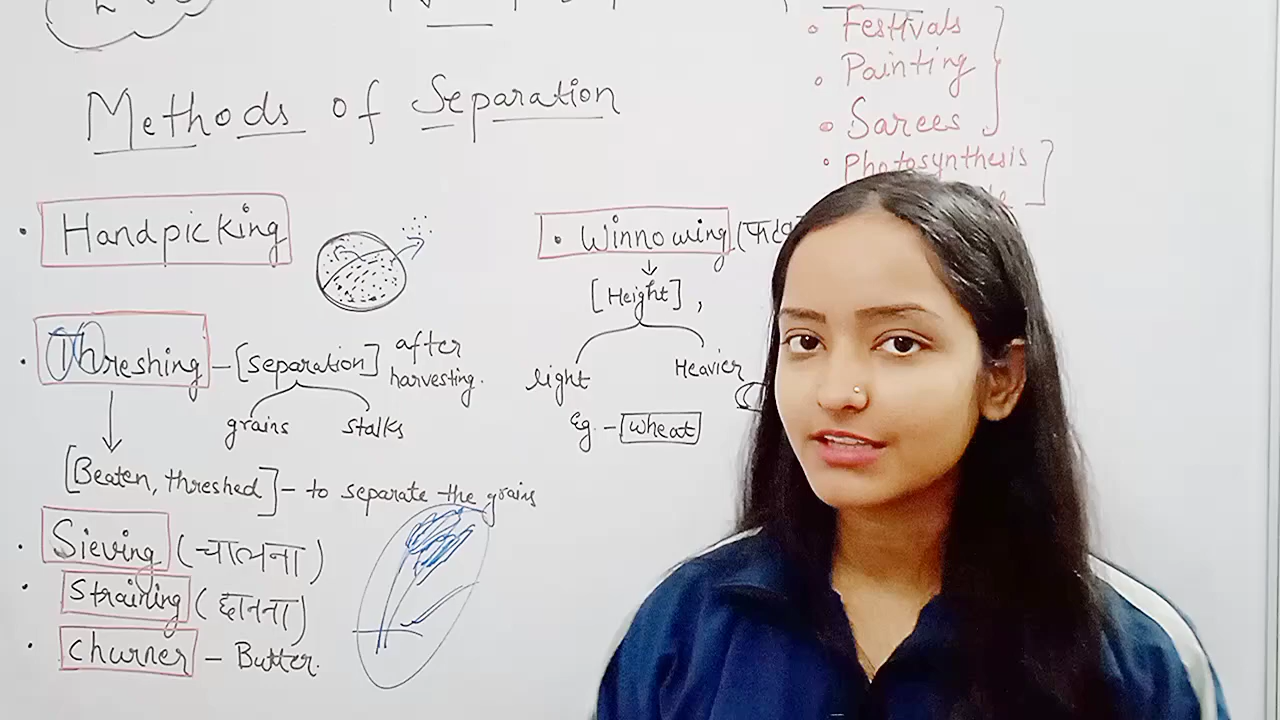 Methods of Separation
• Handpicking
• Threshing - [separation] after harvesting.
grains stalks
[Beaten, threshed] - to separate the grains
• Sieving (चालना)
• Straining (छानना)
• Churner - Butter.
• Winnowing
[Height],
light Heavier
Eg. - wheat
• Festivals
• Painting
• Sarees
• Photosynthesis